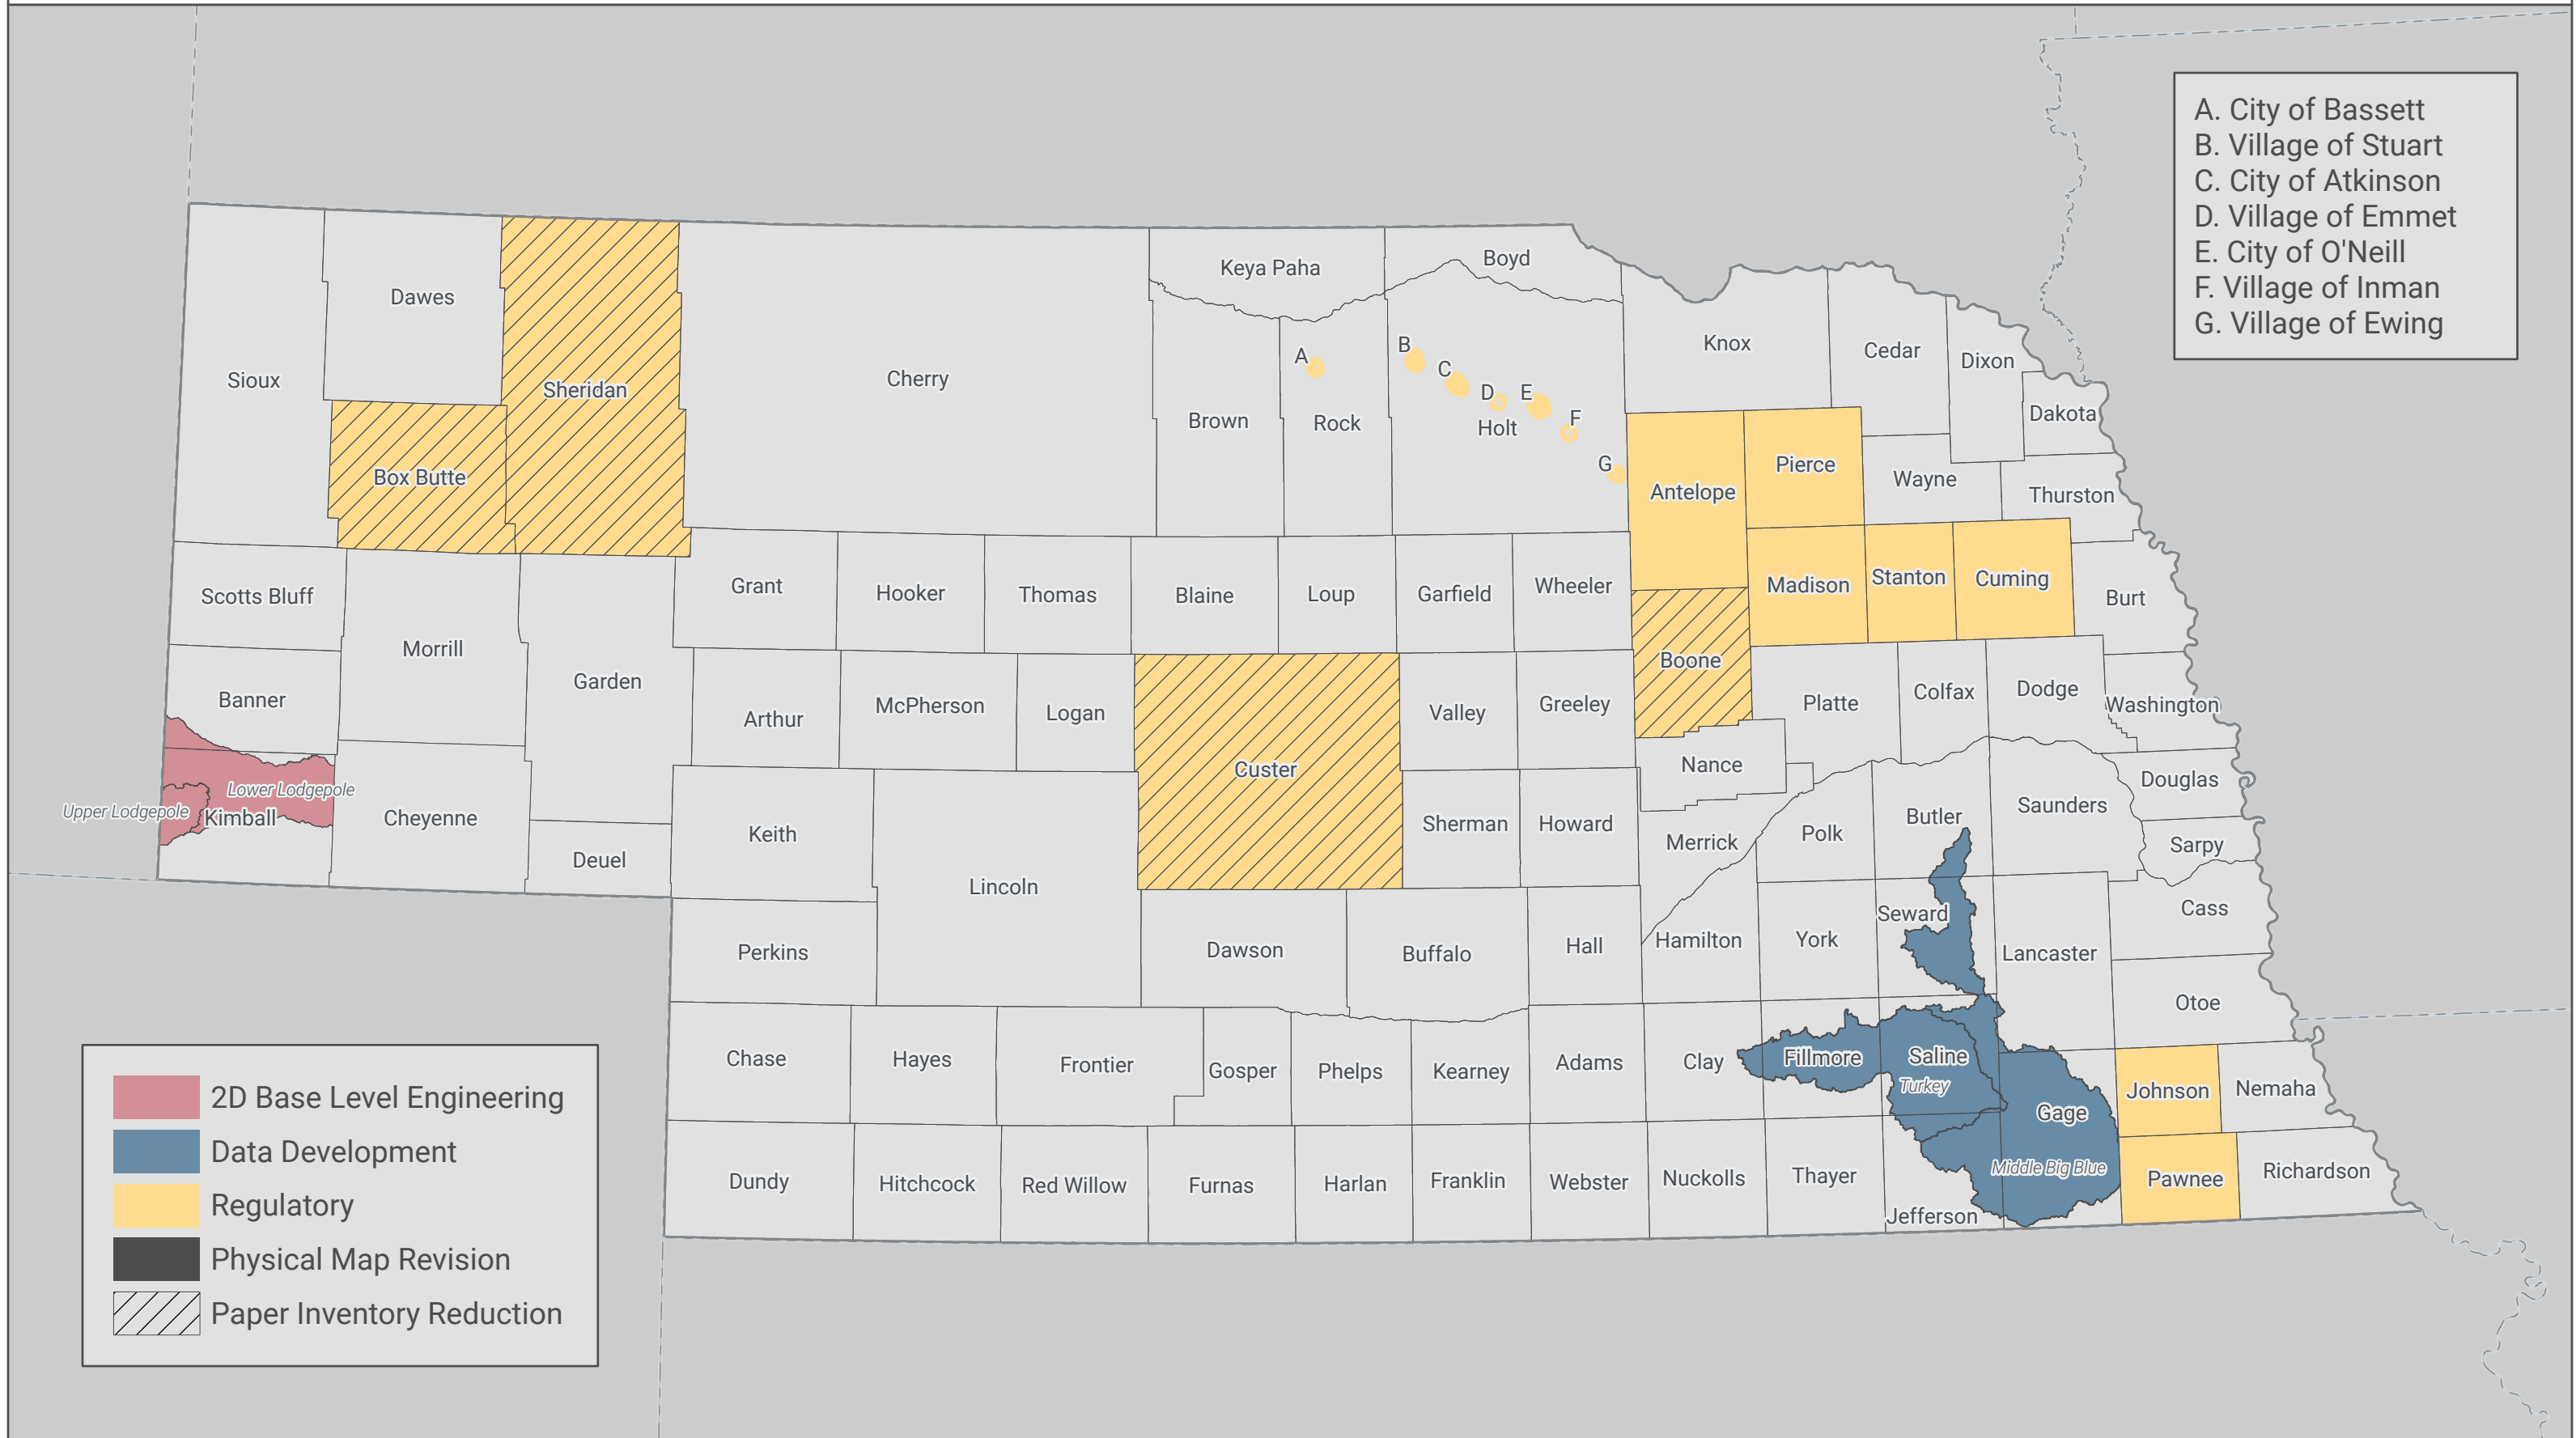 A. City of Bassett
B. Village of Stuart
C. City of Atkinson
D. Village of Emmet
E. City of O'Neill
F. Village of Inman
G. Village of Ewing
Sioux
Dawes
Box Butte
Sheridan
Cherry
Keya Paha
Boyd
Brown
Rock
Holt
A
B
C
D
E
F
G
Knox
Cedar
Dixon
Dakota
Antelope
Pierce
Wayne
Thurston
Scotts Bluff
Banner
Morrill
Garden
Grant
Hooker
Thomas
Blaine
Loup
Garfield
Wheeler
Madison
Stanton
Cuming
Burt
Boone
Arthur
McPherson
Logan
Custer
Valley
Greeley
Platte
Colfax
Dodge
Washington
Nance
Upper Lodgepole
Lower Lodgepole
Kimball
Cheyenne
Deuel
Keith
Lincoln
Sherman
Howard
Merrick
Polk
Butler
Saunders
Douglas
Sarpy
Perkins
Dawson
Buffalo
Hall
Hamilton
York
Seward
Lancaster
Cass
Otoe
Chase
Hayes
Frontier
Gosper
Phelps
Kearney
Adams
Clay
Fillmore
Saline
Turkey
Gage
Middle Big Blue
Johnson
Nemaha
Dundy
Hitchcock
Red Willow
Furnas
Harlan
Franklin
Webster
Nuckolls
Thayer
Jefferson
Pawnee
Richardson
2D Base Level Engineering
Data Development
Regulatory
Physical Map Revision
Paper Inventory Reduction